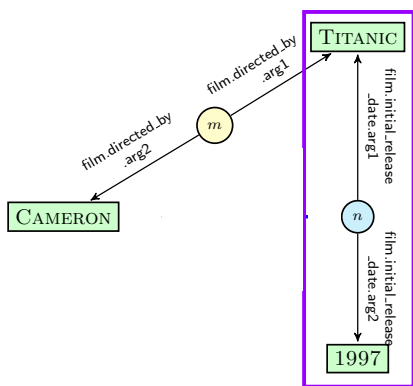 TITANIC
film.directed_by
.arg1
m
film.directed_by
.arg2
CAMERON
film.initial_release
_date.arg1
n
film.initial_release
_date.arg2
1997